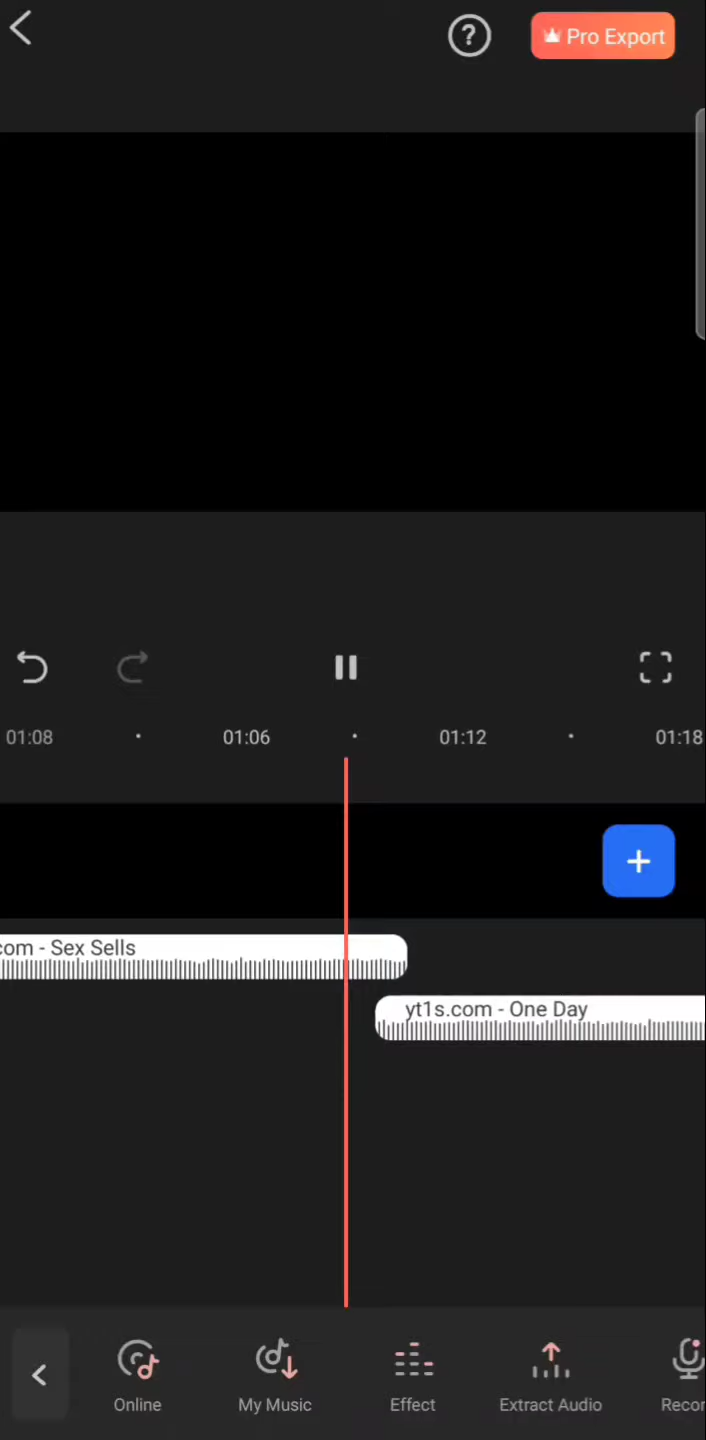 ?
Pro Export
01:08
01:06
01:12
01:18
com - Sex Sells
yt1s.com - One Day
Online
My Music
Effect
Extract Audio
Recor